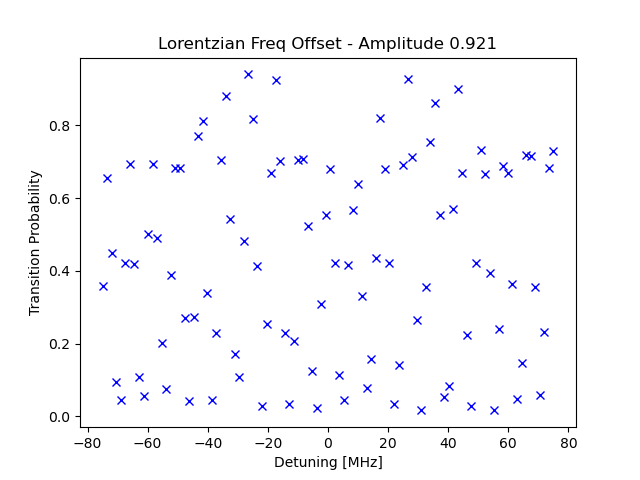 Lorentzian Freq Offset - Amplitude 0.921
Transition Probability
0.8
0.6
0.4
0.2
0.0
−80 −60 −40 −20 0 20 40 60 80
Detuning [MHz]